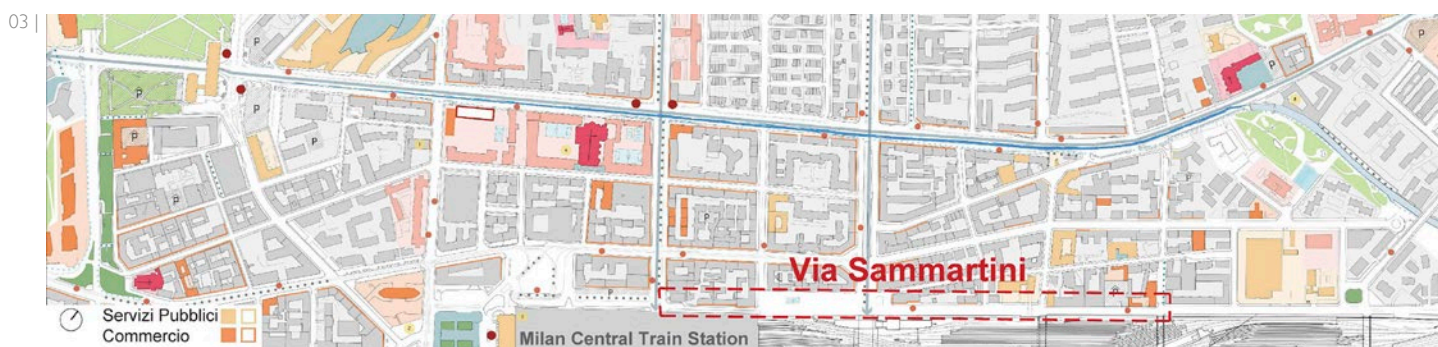 03 |
P
P
P
P
P
P
P
P
Via Sammartini
P
Servizi Pubblici
Commercio
Milan Central Train Station